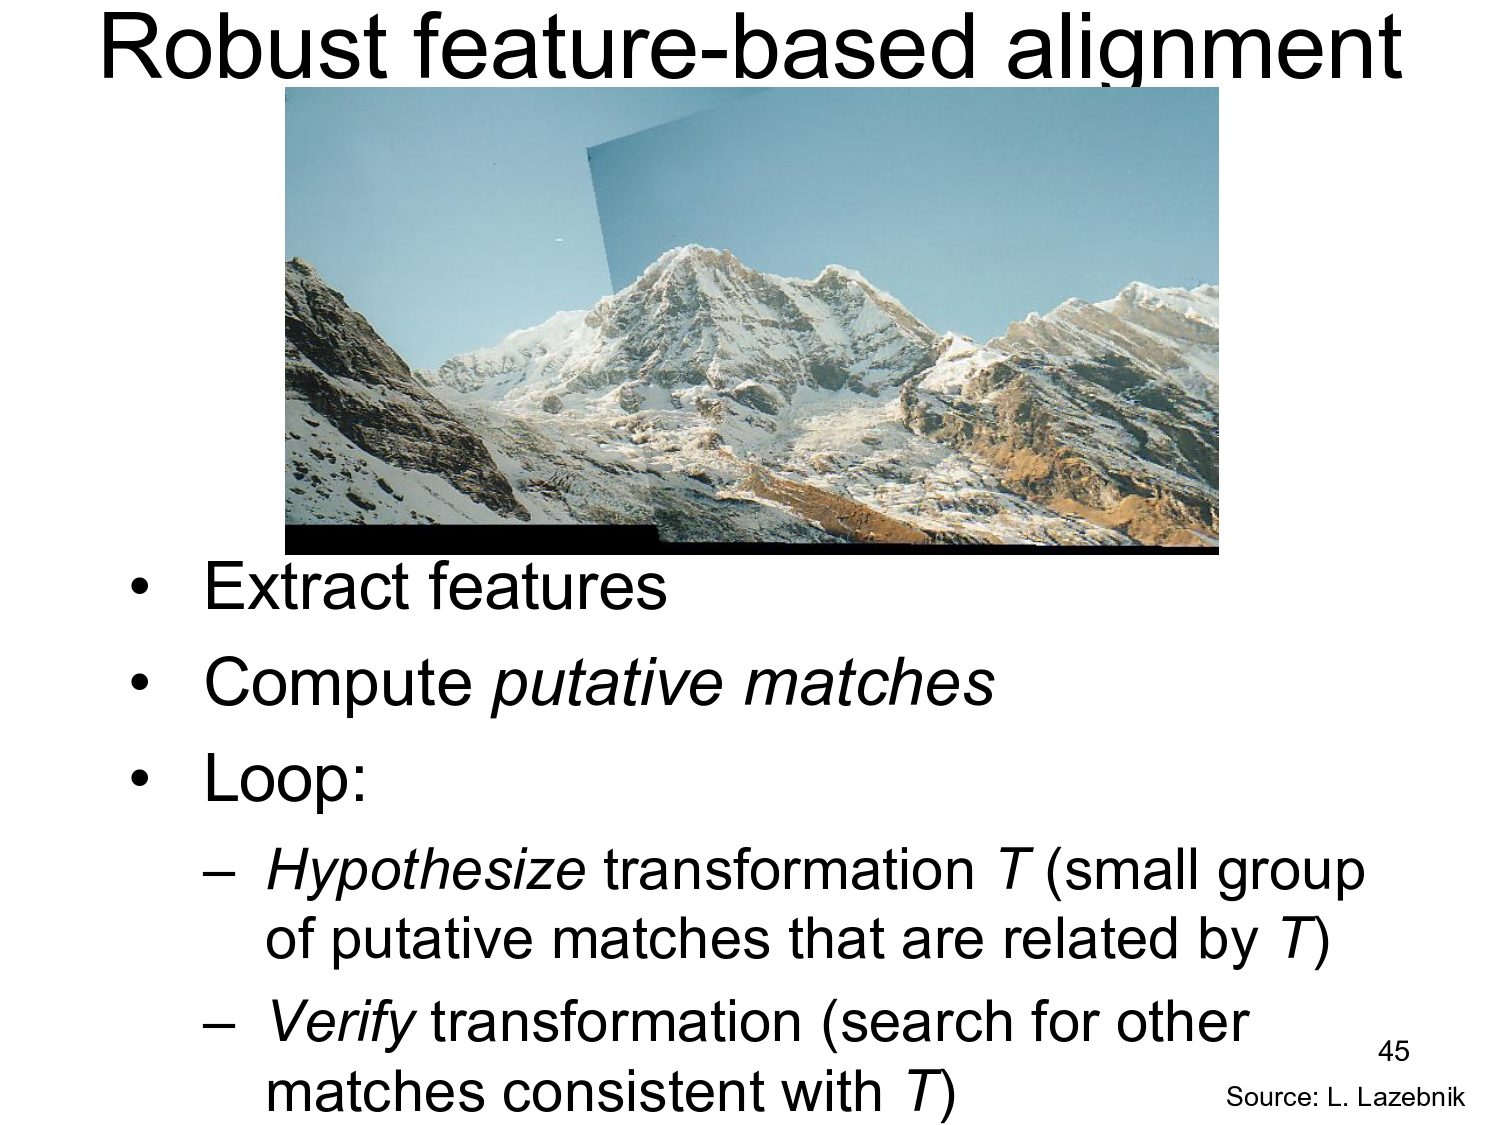 Robust feature-based alignment
• Extract features
• Compute putative matches
• Loop:
– Hypothesize transformation T (small group
of putative matches that are related by T)
– Verify transformation (search for other
matches consistent with T)
45
Source: L. Lazebnik